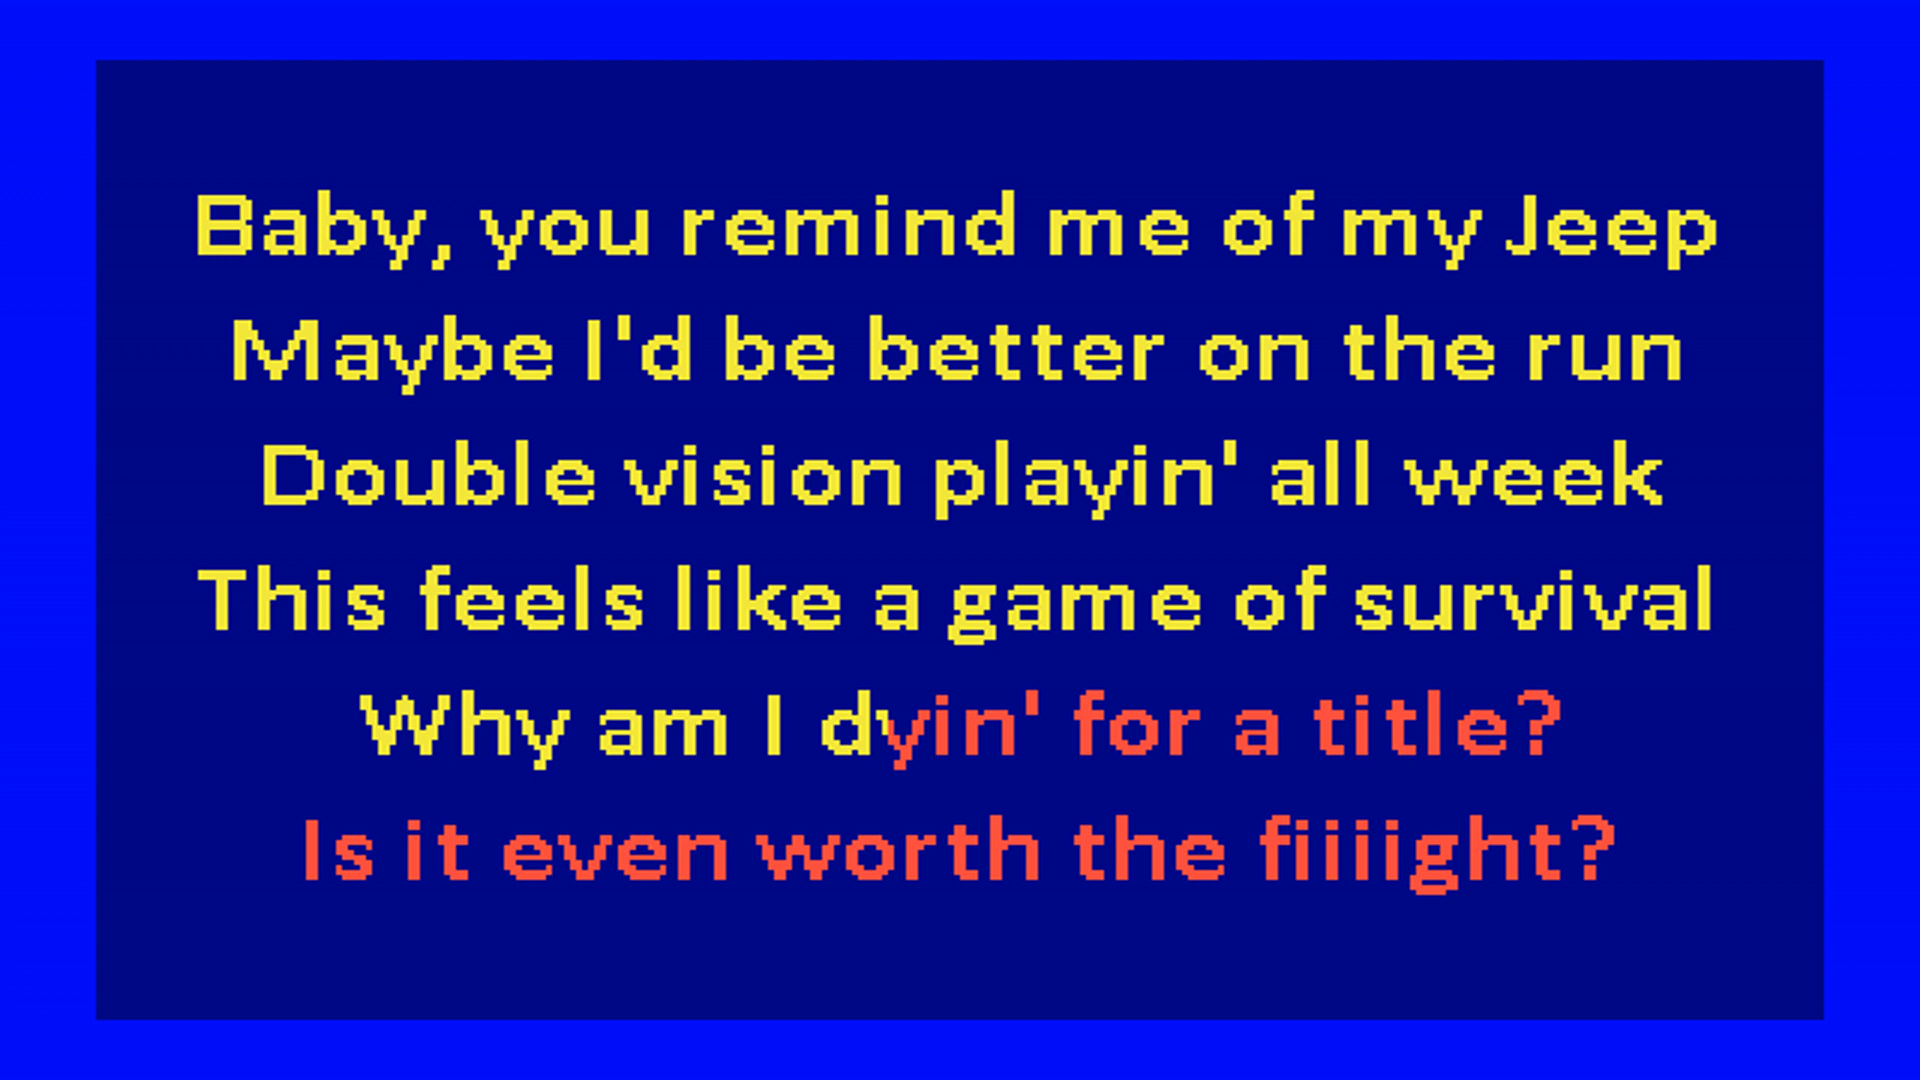 Baby, you remind me of my Jeep
Maybe I'd be better on the run
Double vision playin' all week
This feels like a game of survival
Why am I dyin' for a title?
Is it even worth the fiiiight?